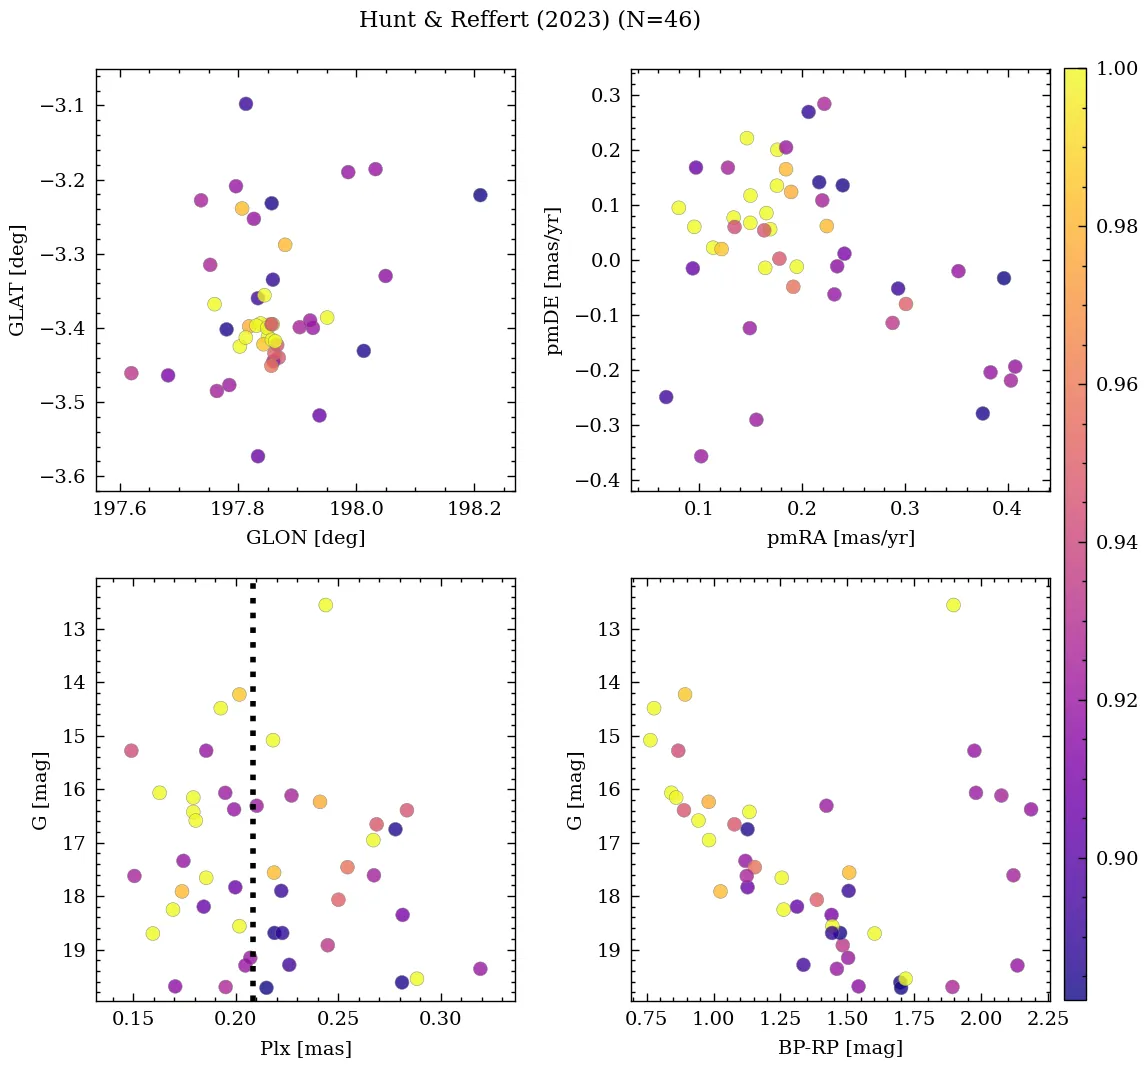 Hunt & Reffert (2023) (N=46)
−3.1
−3.2
−3.3
−3.4
−3.5
−3.6
GLAT [deg]
197.6 197.8 198.0 198.2
GLON [deg]
0.3
0.2
0.1
0.0
−0.1
−0.2
−0.3
−0.4
pmDE [mas/yr]
0.1 0.2 0.3 0.4
pmRA [mas/yr]
13
14
15
16
17
18
19
G [mag]
0.15 0.20 0.25 0.30
Plx [mas]
13
14
15
16
17
18
19
G [mag]
0.75 1.00 1.25 1.50 1.75 2.00 2.25
BP-RP [mag]
1.00
0.98
0.96
0.94
0.92
0.90